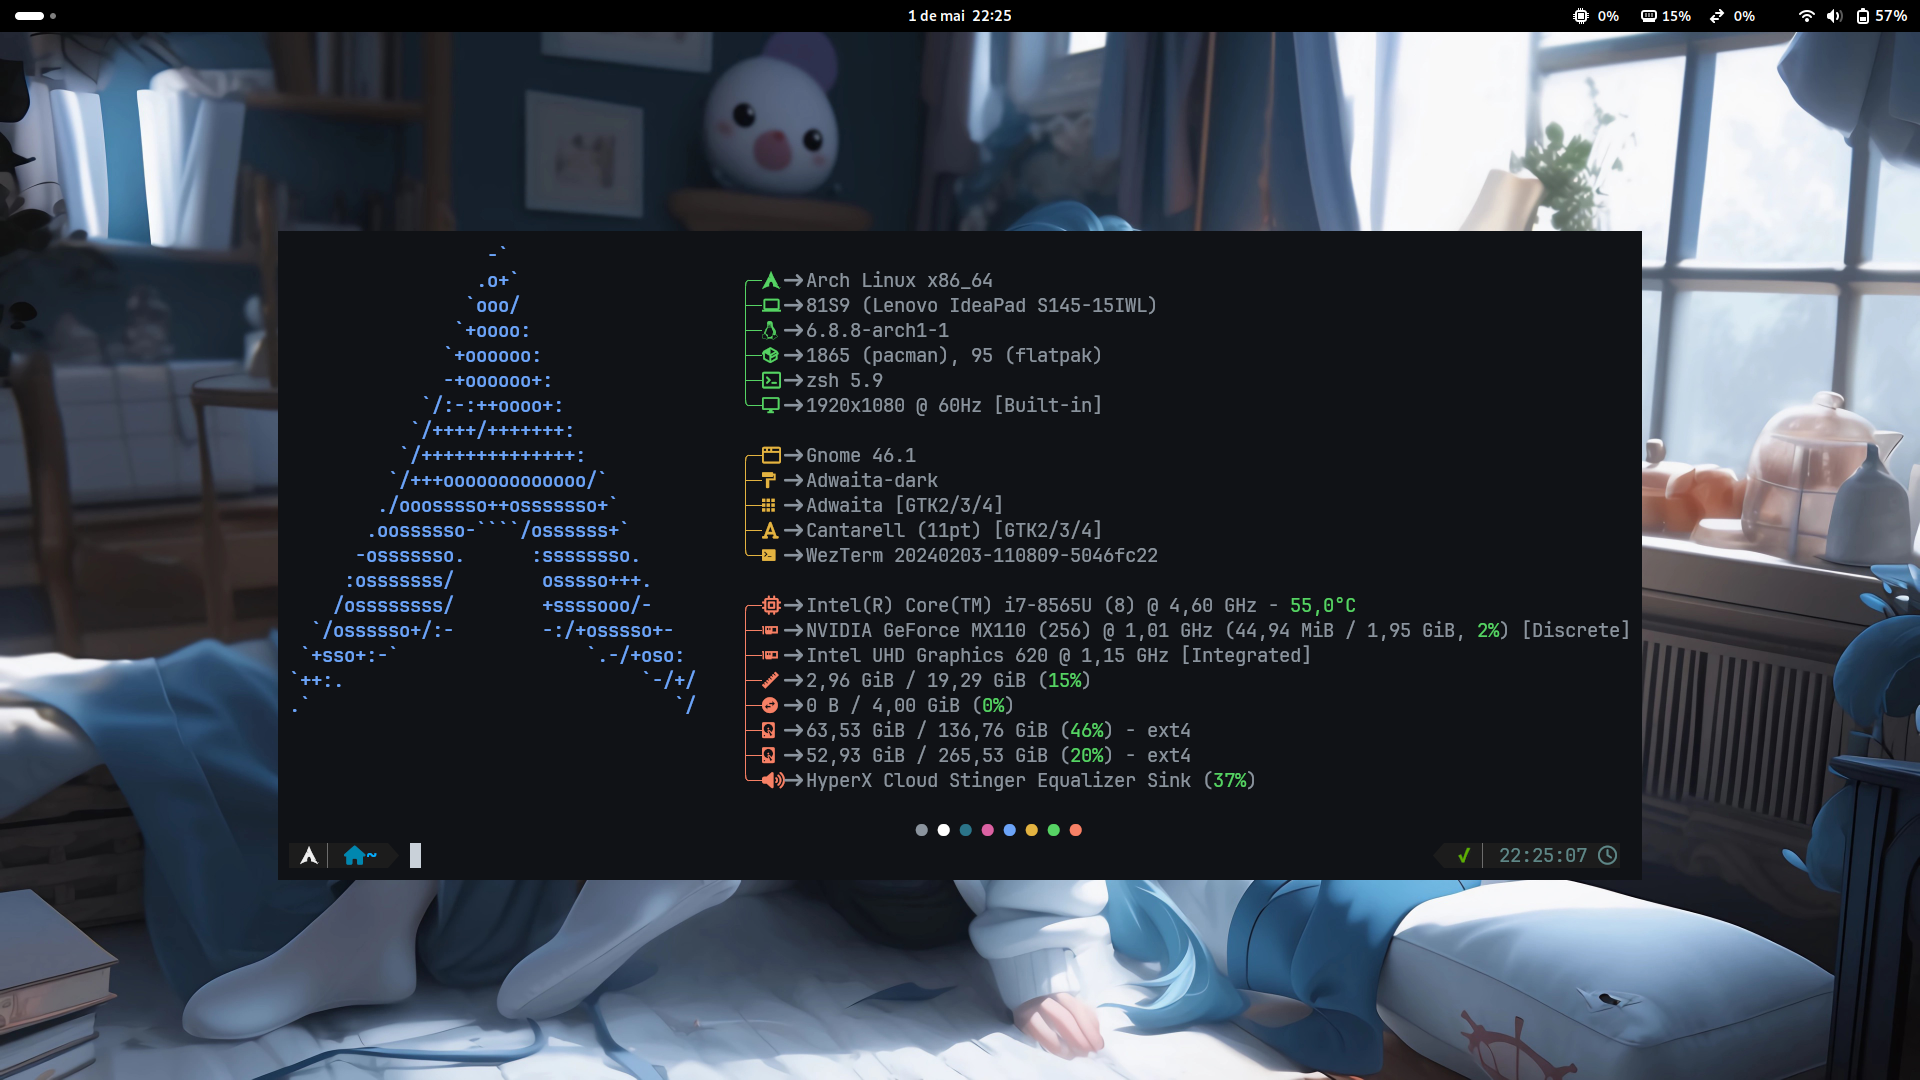 1 de mai  22:25
0%
15%
0%
57%
-`
.o+`
`ooo/
`+oooo:
`+oooooo:
-+oooooo+:
`/:-:++oooo+:
`/++++/+++++++:
`/++++++++++++++:
`/+++ooooooooooooo/`
./ooosssso++osssssso+`
.oossssso-````/ossssss+`
-osssssso.      :ssssssso.
:osssssss/        osssso+++.
/ossssssss/        +ssssooo/-
`/ossssso+/:-        -:/+osssso+-
`+sso+:-`                 `.-/+oso:
`++:.                           `-/+/
.`                                 `/
Arch Linux x86_64
81S9 (Lenovo IdeaPad S145-15IWL)
6.8.8-arch1-1
1865 (pacman), 95 (flatpak)
zsh 5.9
1920x1080 @ 60Hz [Built-in]
Gnome 46.1
Adwaita-dark
Adwaita [GTK2/3/4]
Cantarell (11pt) [GTK2/3/4]
WezTerm 20240203-110809-5046fc22
Intel(R) Core(TM) i7-8565U (8) @ 4,60 GHz - 55,0°C
NVIDIA GeForce MX110 (256) @ 1,01 GHz (44,94 MiB / 1,95 GiB, 2%) [Discrete]
Intel UHD Graphics 620 @ 1,15 GHz [Integrated]
2,96 GiB / 19,29 GiB (15%)
0 B / 4,00 GiB (0%)
63,53 GiB / 136,76 GiB (46%) - ext4
52,93 GiB / 265,53 GiB (20%) - ext4
HyperX Cloud Stinger Equalizer Sink (37%)
~
✓ 22:25:07